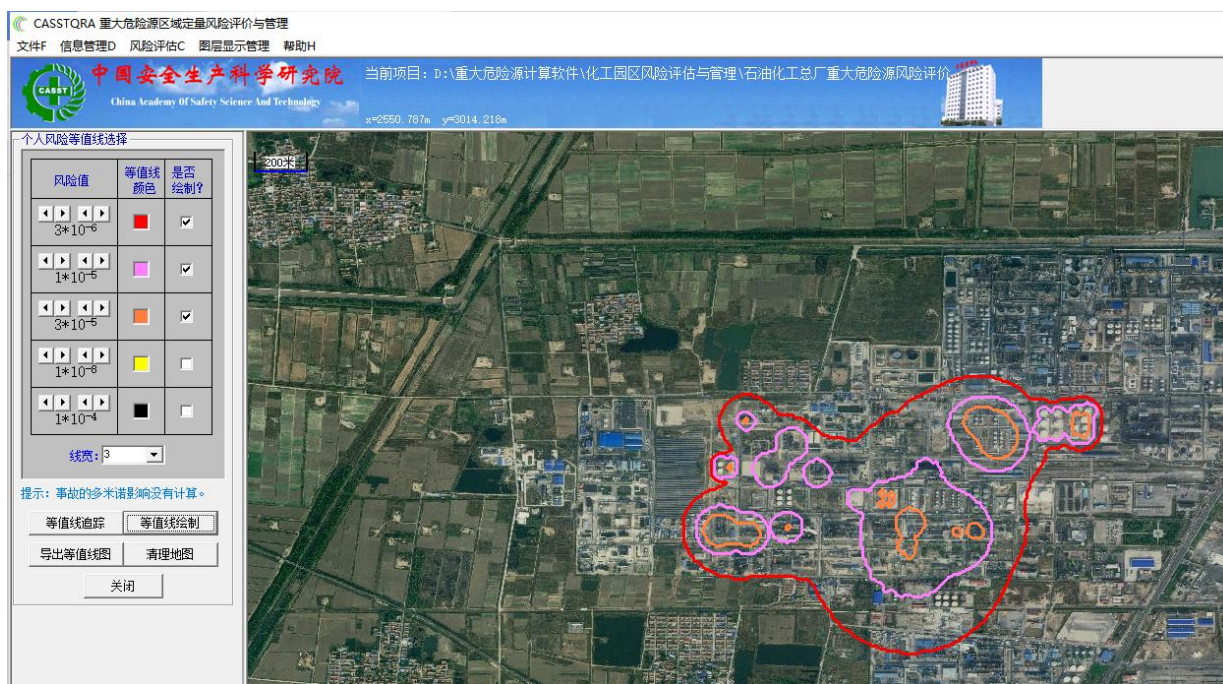 CASSTQRA 重大危险源区域定量风险评价与管理
文件F 信息管理D 风险评估C 图层显示管理 帮助H
CASST
中国安全生产科学研究院
China Academy Of Safety Science And Technology
当前项目: D:\重大危险源计算软件\化工园区风险评估与管理\石油化工总厂重大危险源风险评价
x=2550.787m y=3014.218m
个人风险等值线选择
风险值 等值线颜色 是否绘制?
3*10-6
1*10-5
3*10-5
1*10-8
1*10-4
线宽: 3
提示: 事故的多米诺影响没有计算。
等值线追踪 等值线绘制
导出等值线图 清理地图
关闭
200米